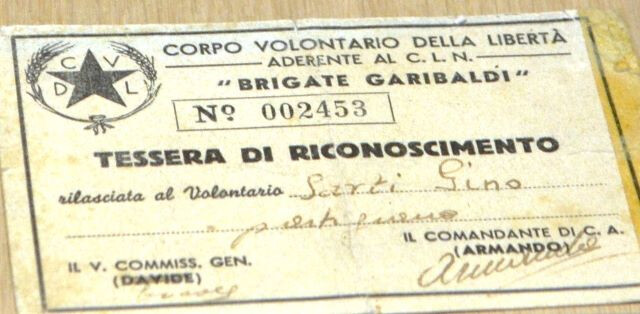 C V
D L
CORPO VOLONTARIO DELLA LIBERTÀ
ADERENTE AL C.L.N.
"BRIGATE GARIBALDI"
Nº 002453
TESSERA DI RICONOSCIMENTO
rilasciata al Volontario Sarti Gino
partigiano
IL COMANDANTE DI C. A.
(ARMANDO)
IL V. COMMISS. GEN.
(DAVIDE)